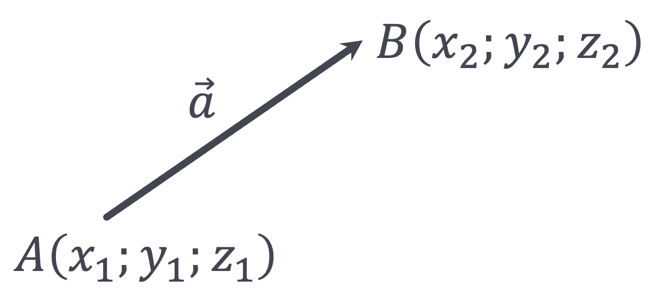 B(x₂; y₂; z₂)
a⃗
A(x₁; y₁; z₁)